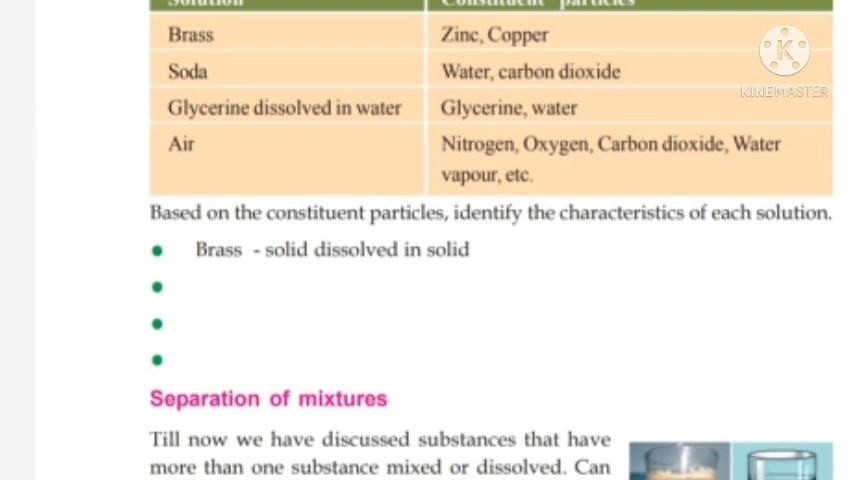 Solution Constituent particles
Brass Zinc, Copper
Soda Water, carbon dioxide
Glycerine dissolved in water Glycerine, water
Air Nitrogen, Oxygen, Carbon dioxide, Water
vapour, etc.
KINEMASTER
Based on the constituent particles, identify the characteristics of each solution.
Brass - solid dissolved in solid
Separation of mixtures
Till now we have discussed substances that have
more than one substance mixed or dissolved. Can